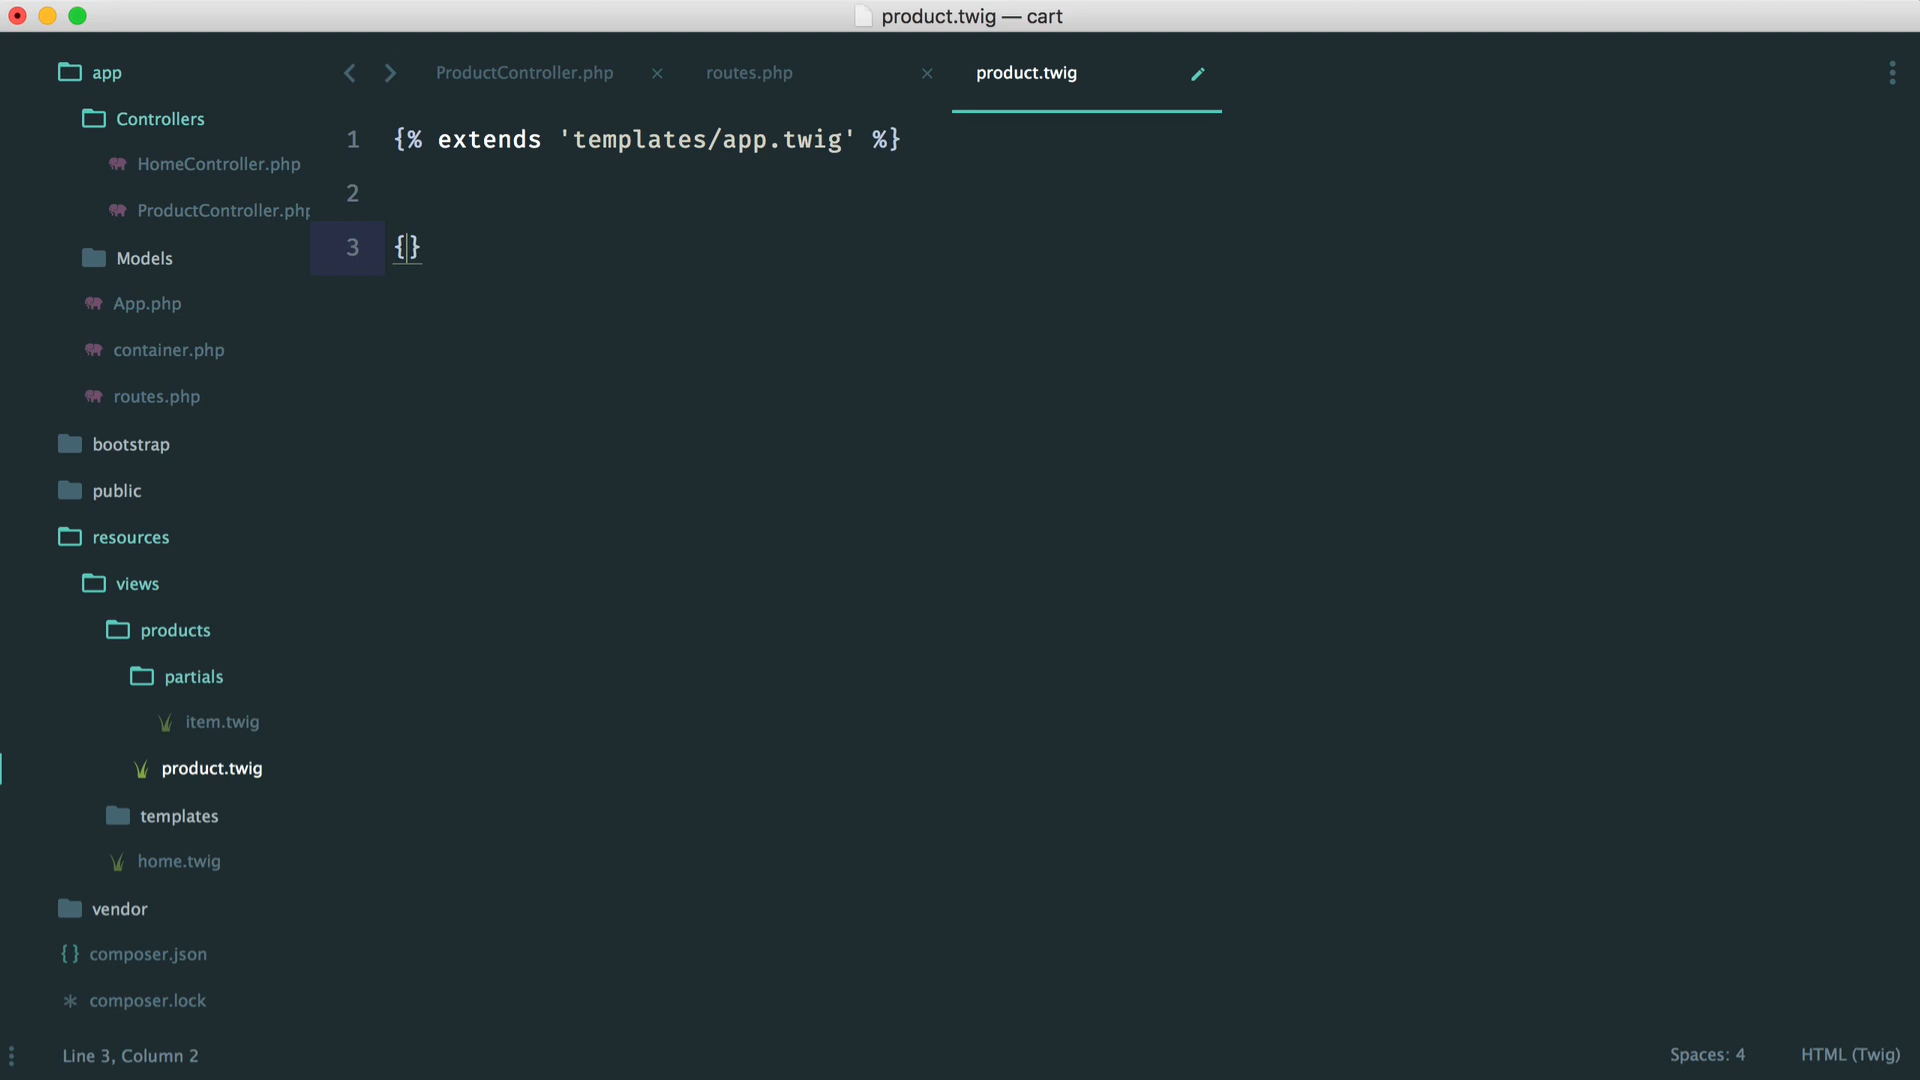 product.twig — cart
app
Controllers
HomeController.php
ProductController.php
Models
App.php
container.php
routes.php
bootstrap
public
resources
views
products
partials
item.twig
product.twig
templates
home.twig
vendor
{} composer.json
* composer.lock
ProductController.php × routes.php × product.twig
1 {% extends 'templates/app.twig' %}
2
3 {}
Line 3, Column 2
Spaces: 4 HTML (Twig)